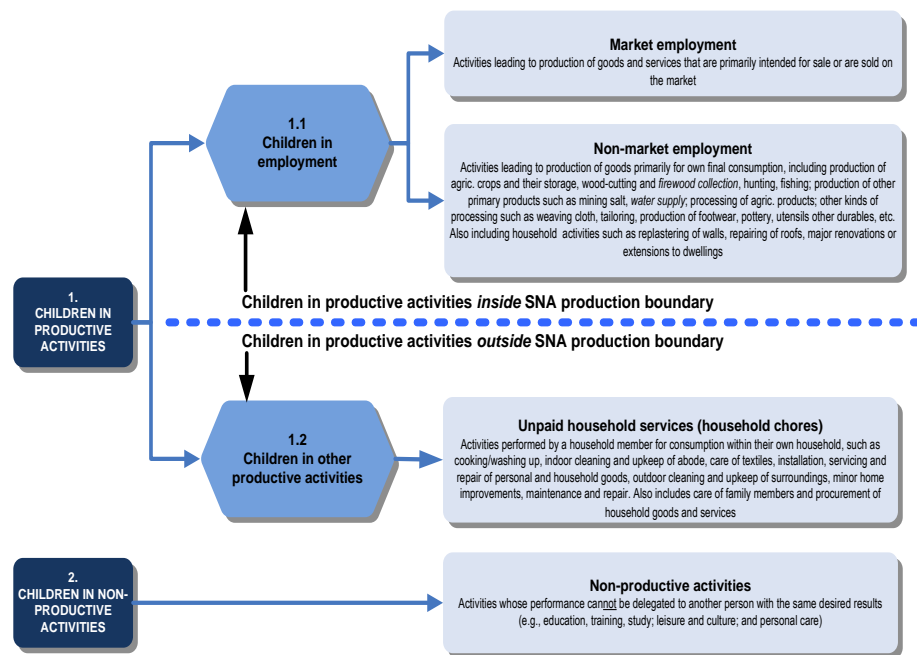 Market employment
Activities leading to production of goods and services that are primarily intended for sale or are sold on
the market
1.1
Children in
employment
Non-market employment
Activities leading to production of goods primarily for own final consumption, including production of
agric. crops and their storage, wood-cutting and firewood collection, hunting, fishing; production of other
primary products such as mining salt, water supply; processing of agric. products; other kinds of
processing such as weaving cloth, tailoring, production of footwear, pottery, utensils other durables, etc.
Also including household activities such as replastering of walls, repairing of roofs, major renovations or
extensions to dwellings
1.
CHILDREN IN
PRODUCTIVE
ACTIVITIES
Children in productive activities inside SNA production boundary
Children in productive activities outside SNA production boundary
1.2
Children in other
productive activities
Unpaid household services (household chores)
Activities performed by a household member for consumption within their own household, such as
cooking/washing up, indoor cleaning and upkeep of abode, care of textiles, installation, servicing and
repair of personal and household goods, outdoor cleaning and upkeep of surroundings, minor home
improvements, maintenance and repair. Also includes care of family members and procurement of
household goods and services
2.
CHILDREN IN NON-
PRODUCTIVE
ACTIVITIES
Non-productive activities
Activities whose performance cannot be delegated to another person with the same desired results
(e.g., education, training, study; leisure and culture; and personal care)